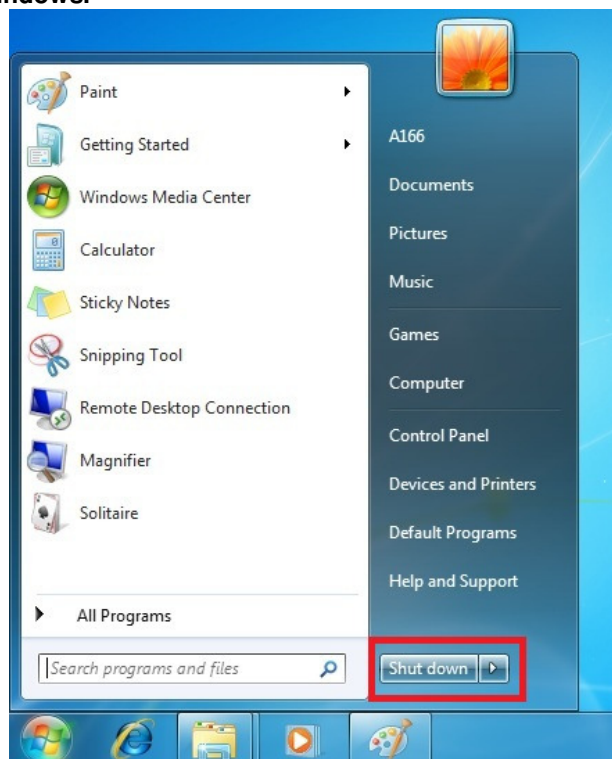 Paint
Getting Started
Windows Media Center
Calculator
Sticky Notes
Snipping Tool
Remote Desktop Connection
Magnifier
Solitaire
All Programs
Search programs and files
A166
Documents
Pictures
Music
Games
Computer
Control Panel
Devices and Printers
Default Programs
Help and Support
Shut down